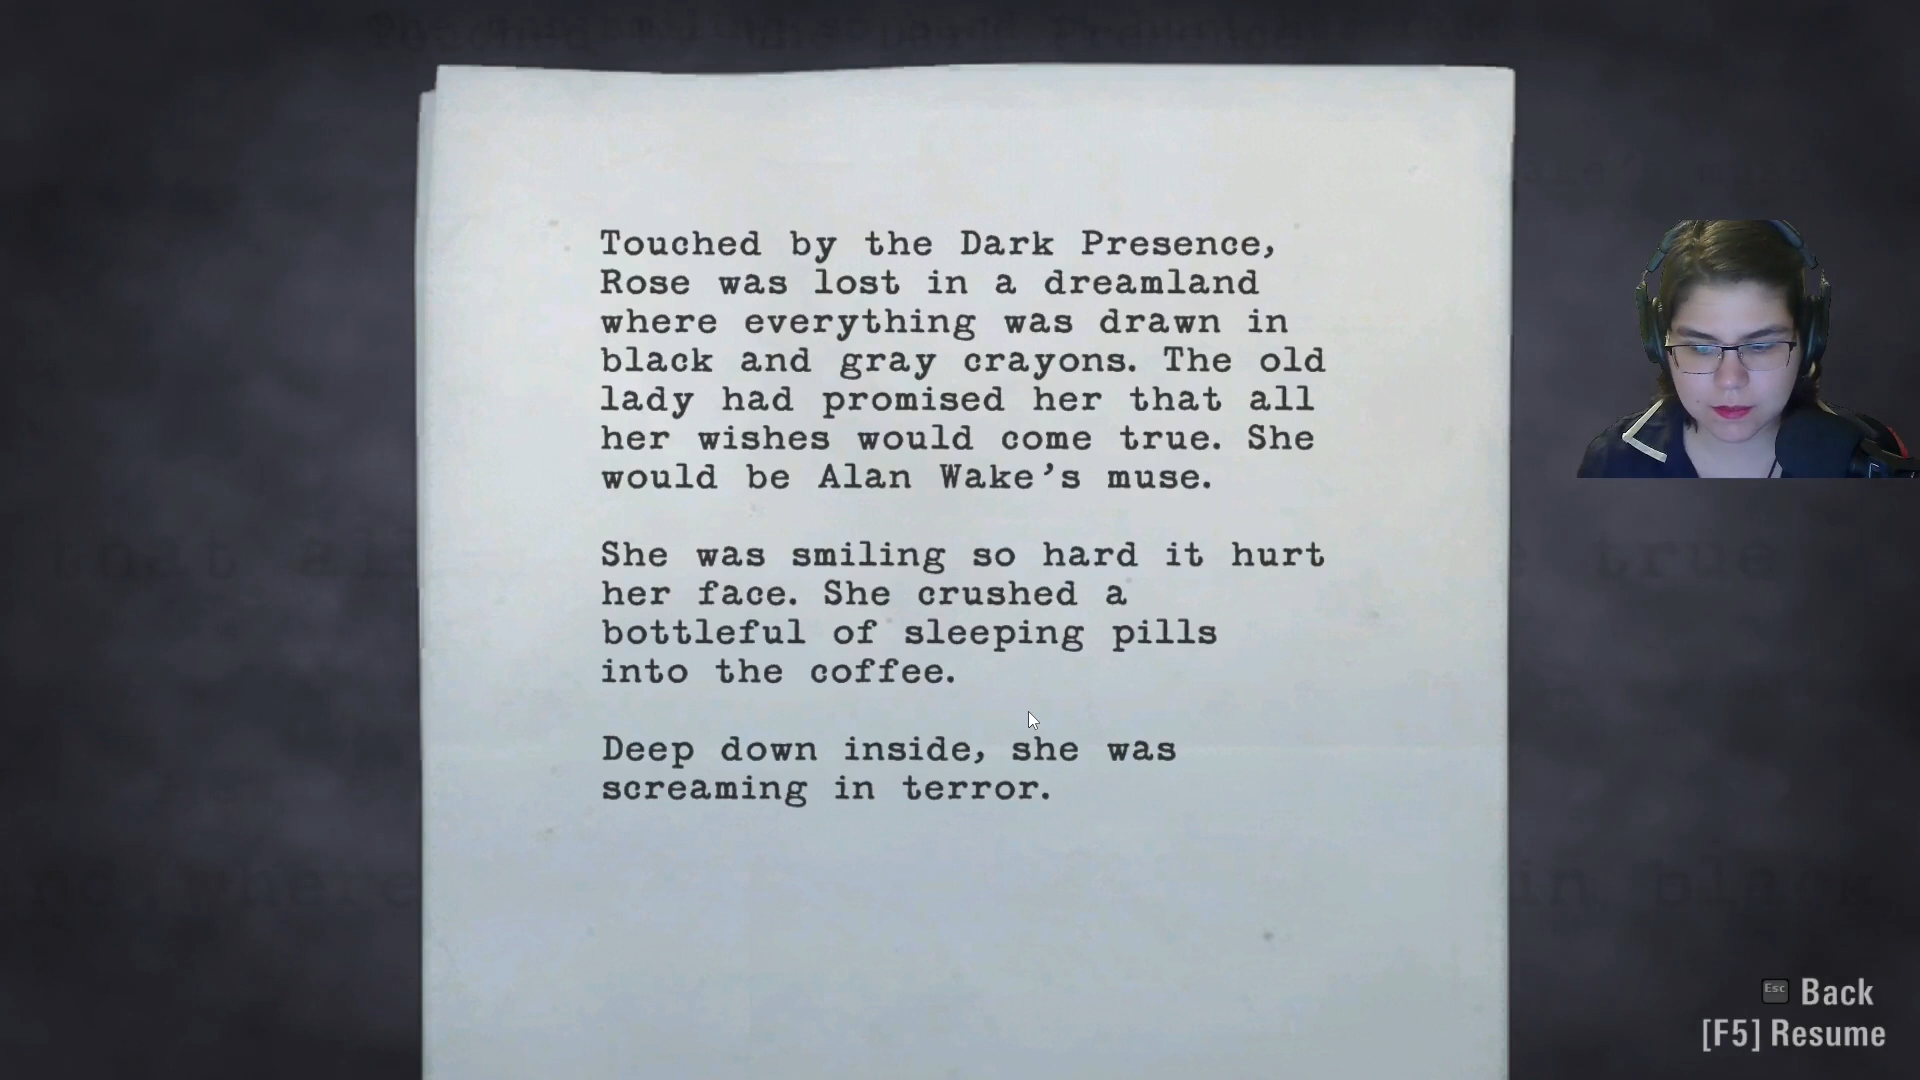 Touched by the Dark Presence,
Rose was lost in a dreamland
where everything was drawn in
black and gray crayons. The old
lady had promised her that all
her wishes would come true. She
would be Alan Wake's muse.
She was smiling so hard it hurt
her face. She crushed a
bottleful of sleeping pills
into the coffee.
Deep down inside, she was
screaming in terror.
Esc Back
[F5] Resume